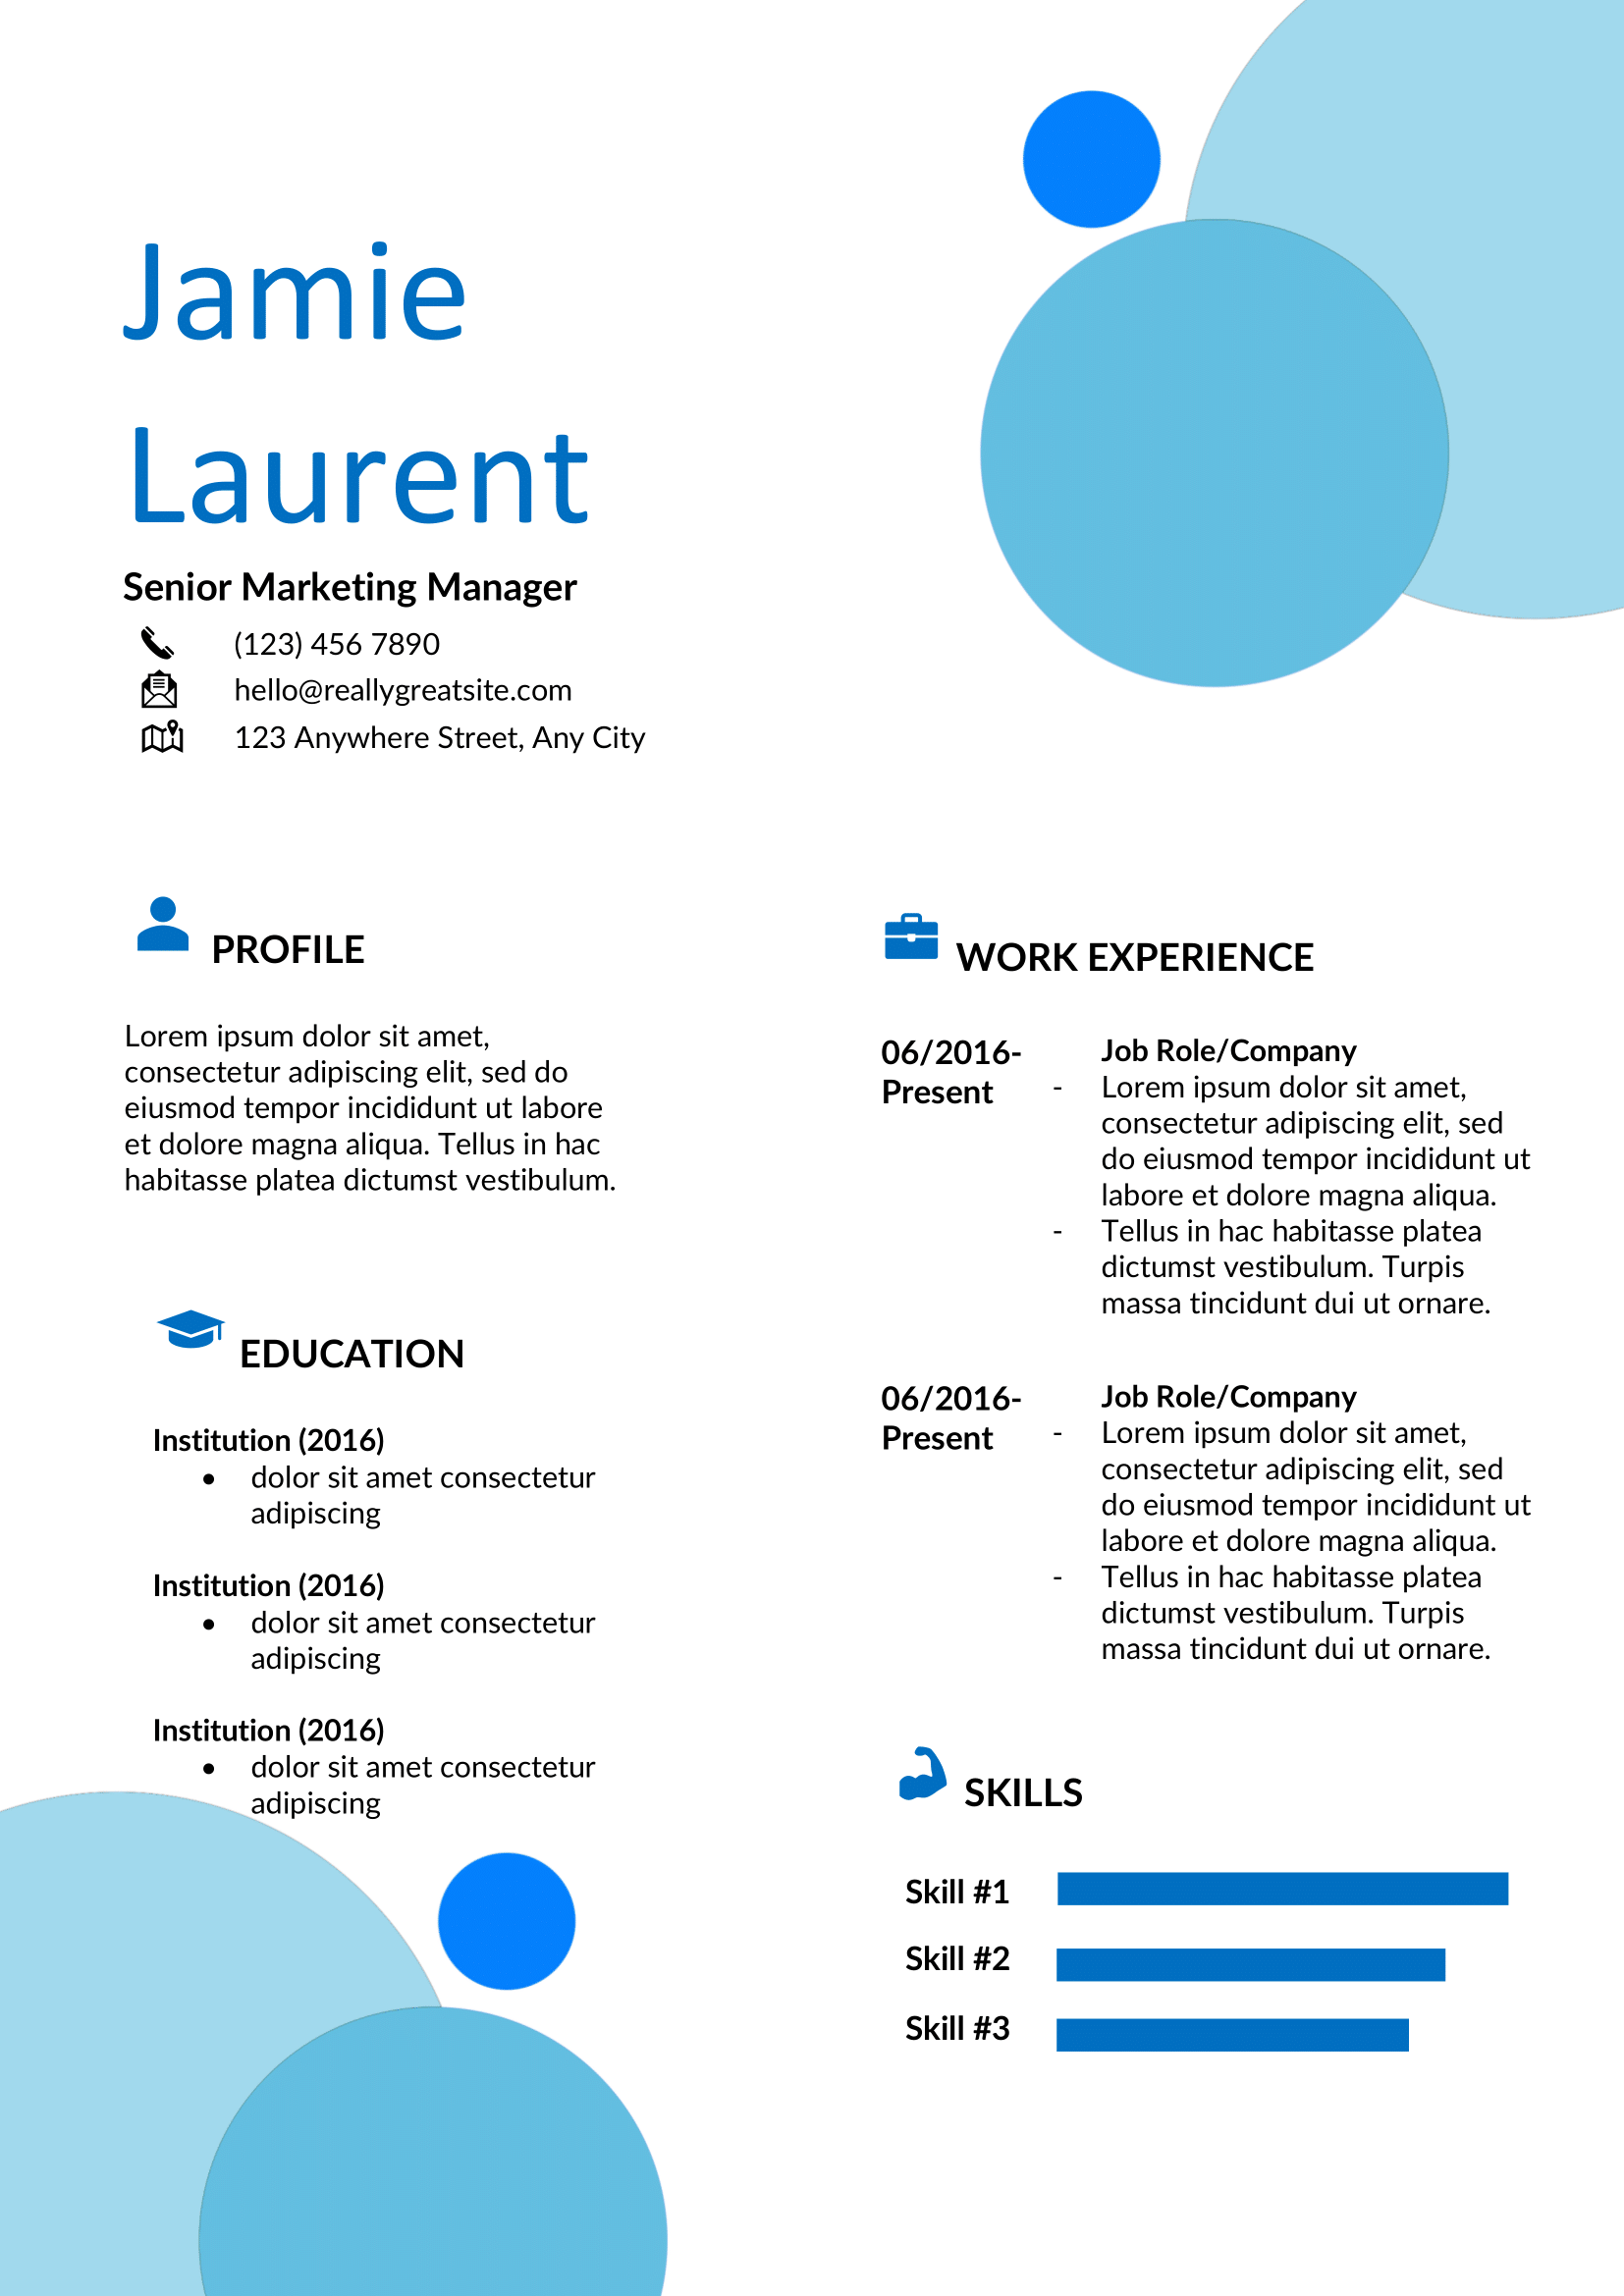 Jamie
Laurent
Senior Marketing Manager
(123) 456 7890
hello@reallygreatsite.com
123 Anywhere Street, Any City
PROFILE
Lorem ipsum dolor sit amet,
consectetur adipiscing elit, sed do
eiusmod tempor incididunt ut labore
et dolore magna aliqua. Tellus in hac
habitasse platea dictumst vestibulum.
EDUCATION
Institution (2016)
• dolor sit amet consectetur
adipiscing
Institution (2016)
• dolor sit amet consectetur
adipiscing
Institution (2016)
• dolor sit amet consectetur
adipiscing
WORK EXPERIENCE
06/2016-
Present
Job Role/Company
- Lorem ipsum dolor sit amet,
consectetur adipiscing elit, sed
do eiusmod tempor incididunt ut
labore et dolore magna aliqua.
- Tellus in hac habitasse platea
dictumst vestibulum. Turpis
massa tincidunt dui ut ornare.
06/2016-
Present
Job Role/Company
- Lorem ipsum dolor sit amet,
consectetur adipiscing elit, sed
do eiusmod tempor incididunt ut
labore et dolore magna aliqua.
- Tellus in hac habitasse platea
dictumst vestibulum. Turpis
massa tincidunt dui ut ornare.
SKILLS
Skill #1
Skill #2
Skill #3